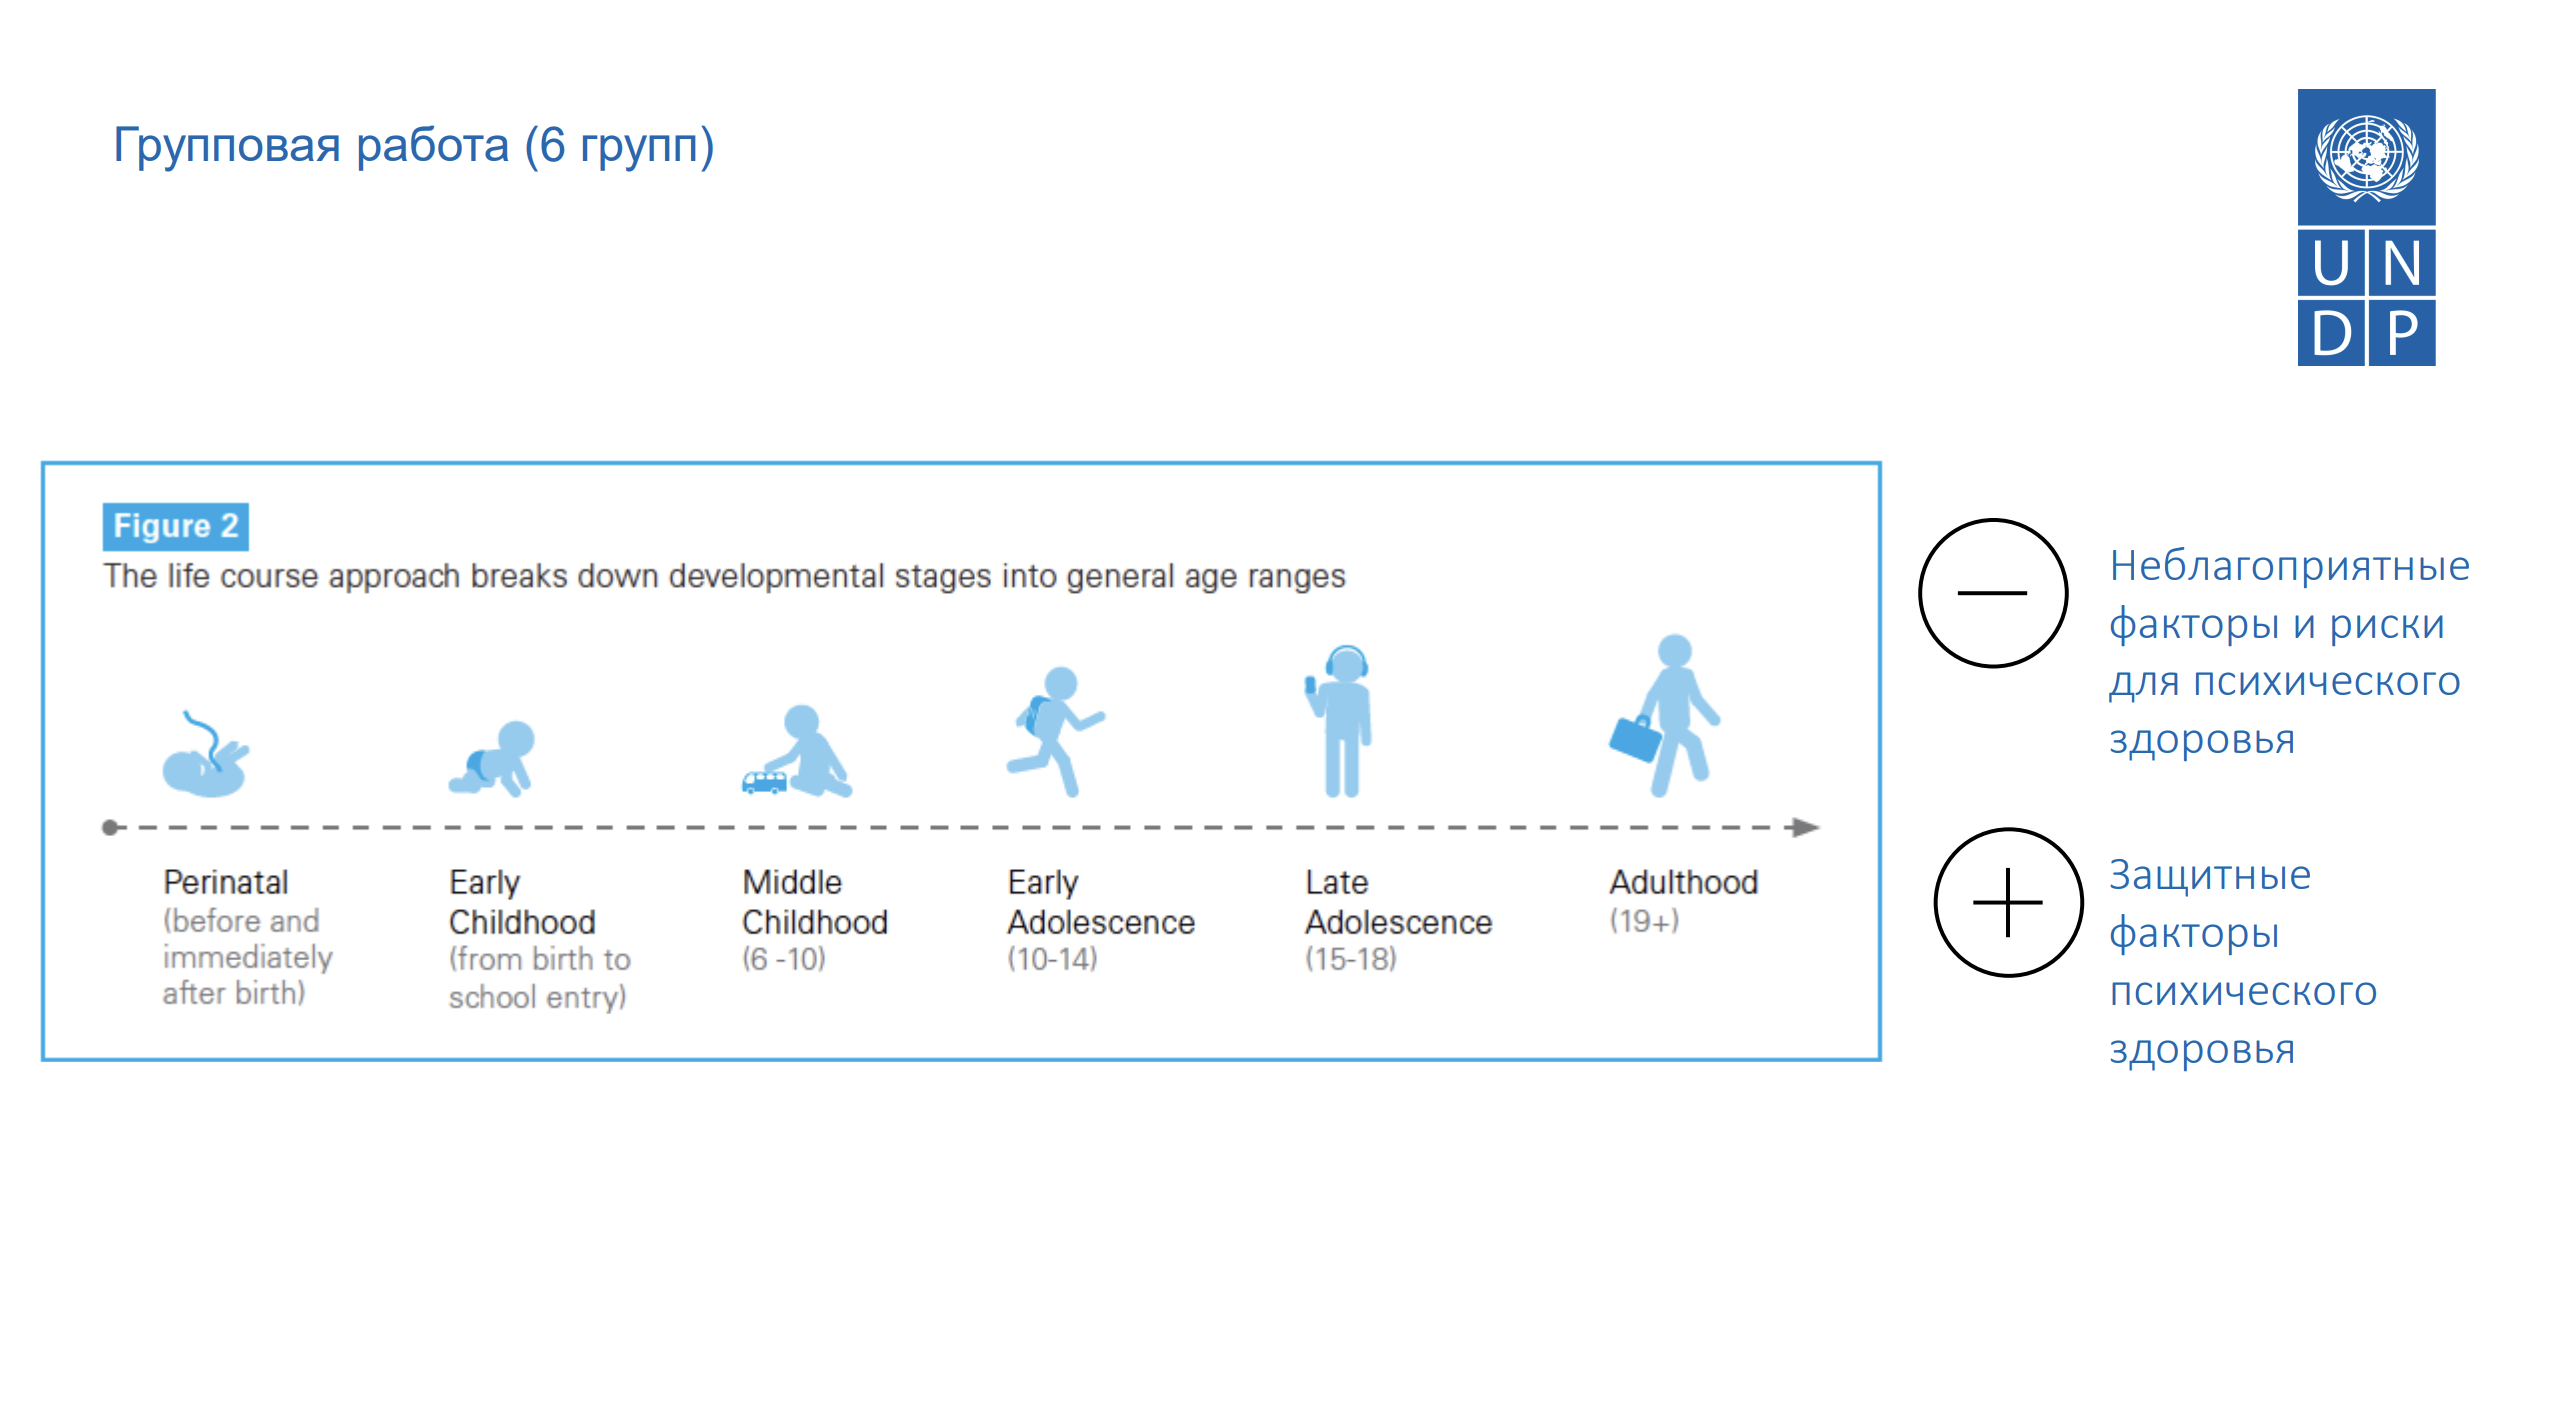 Групповая работа (6 групп)
U N
D P
Figure 2
The life course approach breaks down developmental stages into general age ranges
Perinatal
(before and
immediately
after birth)
Early
Childhood
(from birth to
school entry)
Middle
Childhood
(6 -10)
Early
Adolescence
(10-14)
Late
Adolescence
(15-18)
Adulthood
(19+)
Неблагоприятные
факторы и риски
для психического
здоровья
Защитные
факторы
психического
здоровья